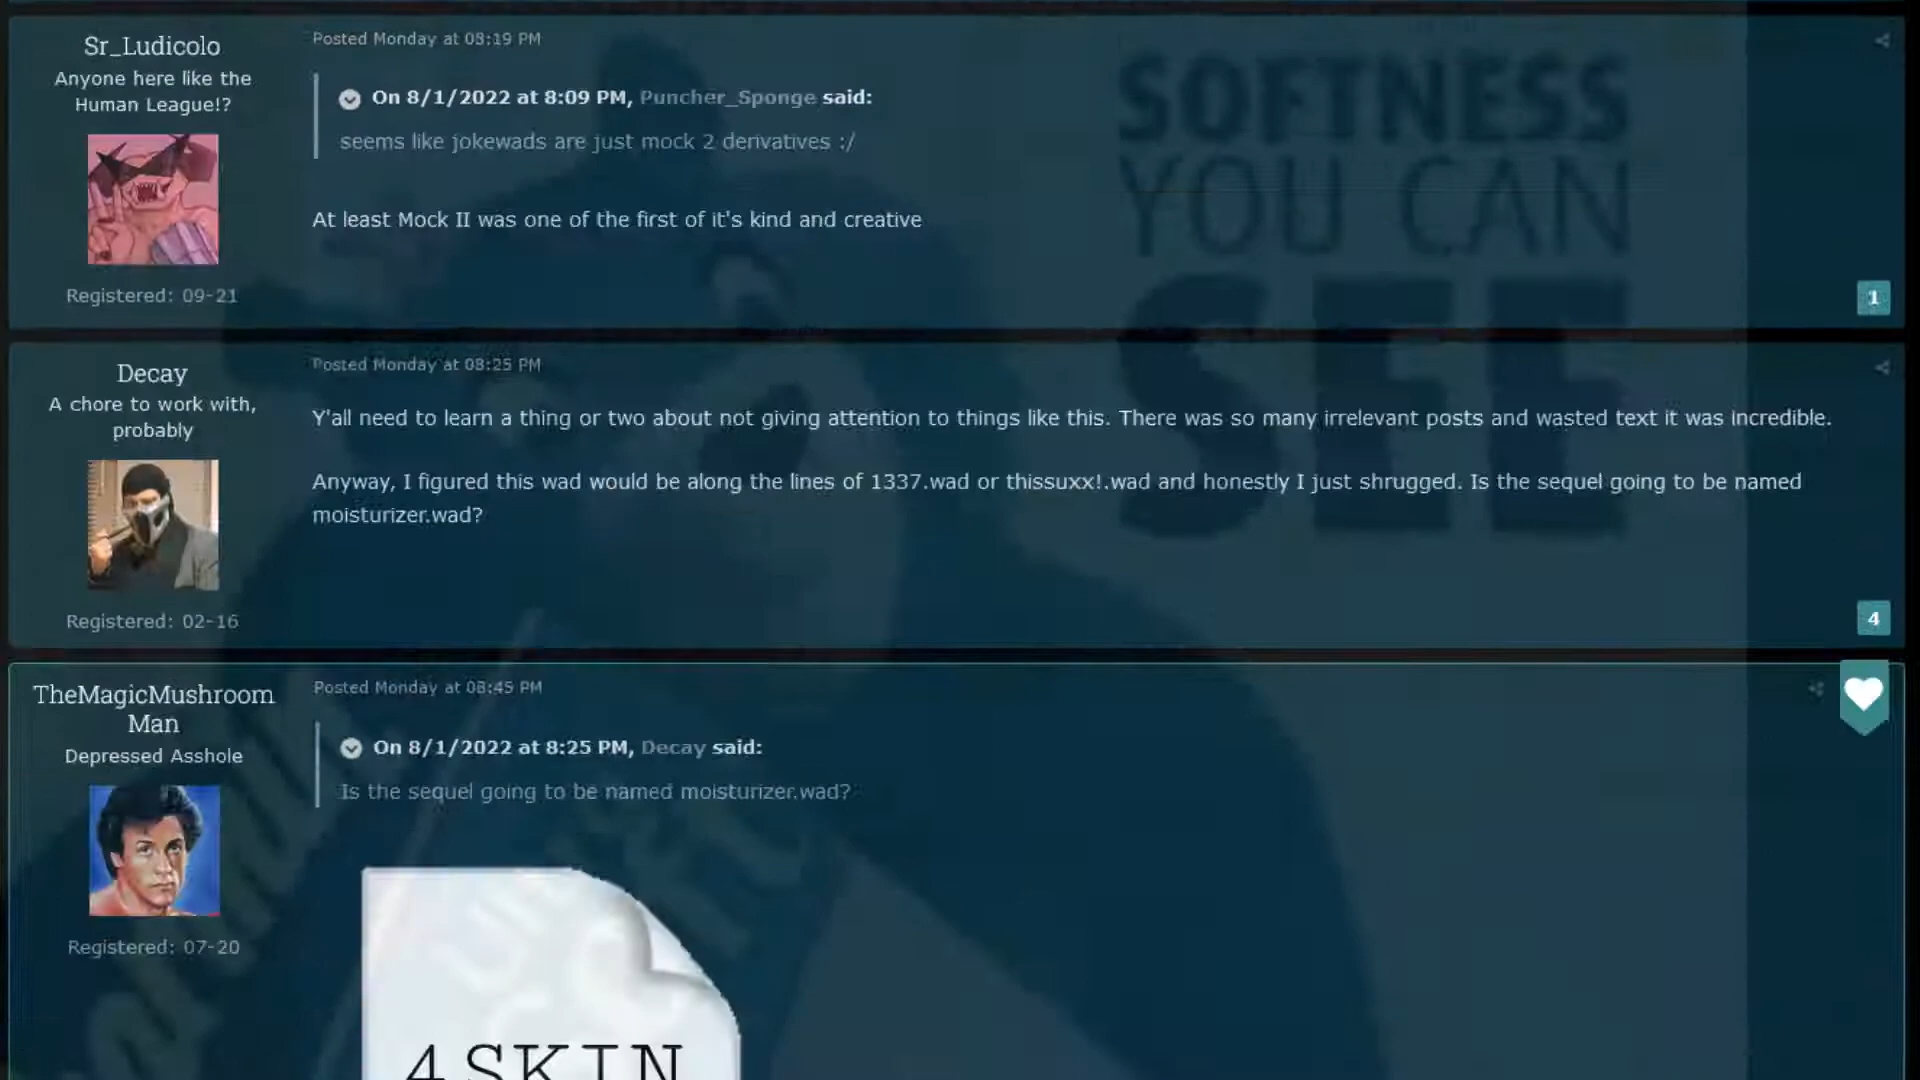 Sr_Ludicolo
Anyone here like the
Human League!?
Registered: 09-21
Posted Monday at 08:19 PM
On 8/1/2022 at 8:09 PM, Puncher_Sponge said:
seems like jokewads are just mock 2 derivatives :/
At least Mock II was one of the first of it's kind and creative
1
SOFTNESS
YOU CAN
SEE
Decay
A chore to work with,
probably
Registered: 02-16
Posted Monday at 08:25 PM
Y'all need to learn a thing or two about not giving attention to things like this. There was so many irrelevant posts and wasted text it was incredible.
Anyway, I figured this wad would be along the lines of 1337.wad or thissuxx!.wad and honestly I just shrugged. Is the sequel going to be named
moisturizer.wad?
4
TheMagicMushroom
Man
Depressed Asshole
Registered: 07-20
Posted Monday at 08:45 PM
On 8/1/2022 at 8:25 PM, Decay said:
Is the sequel going to be named moisturizer.wad?
4SKIN